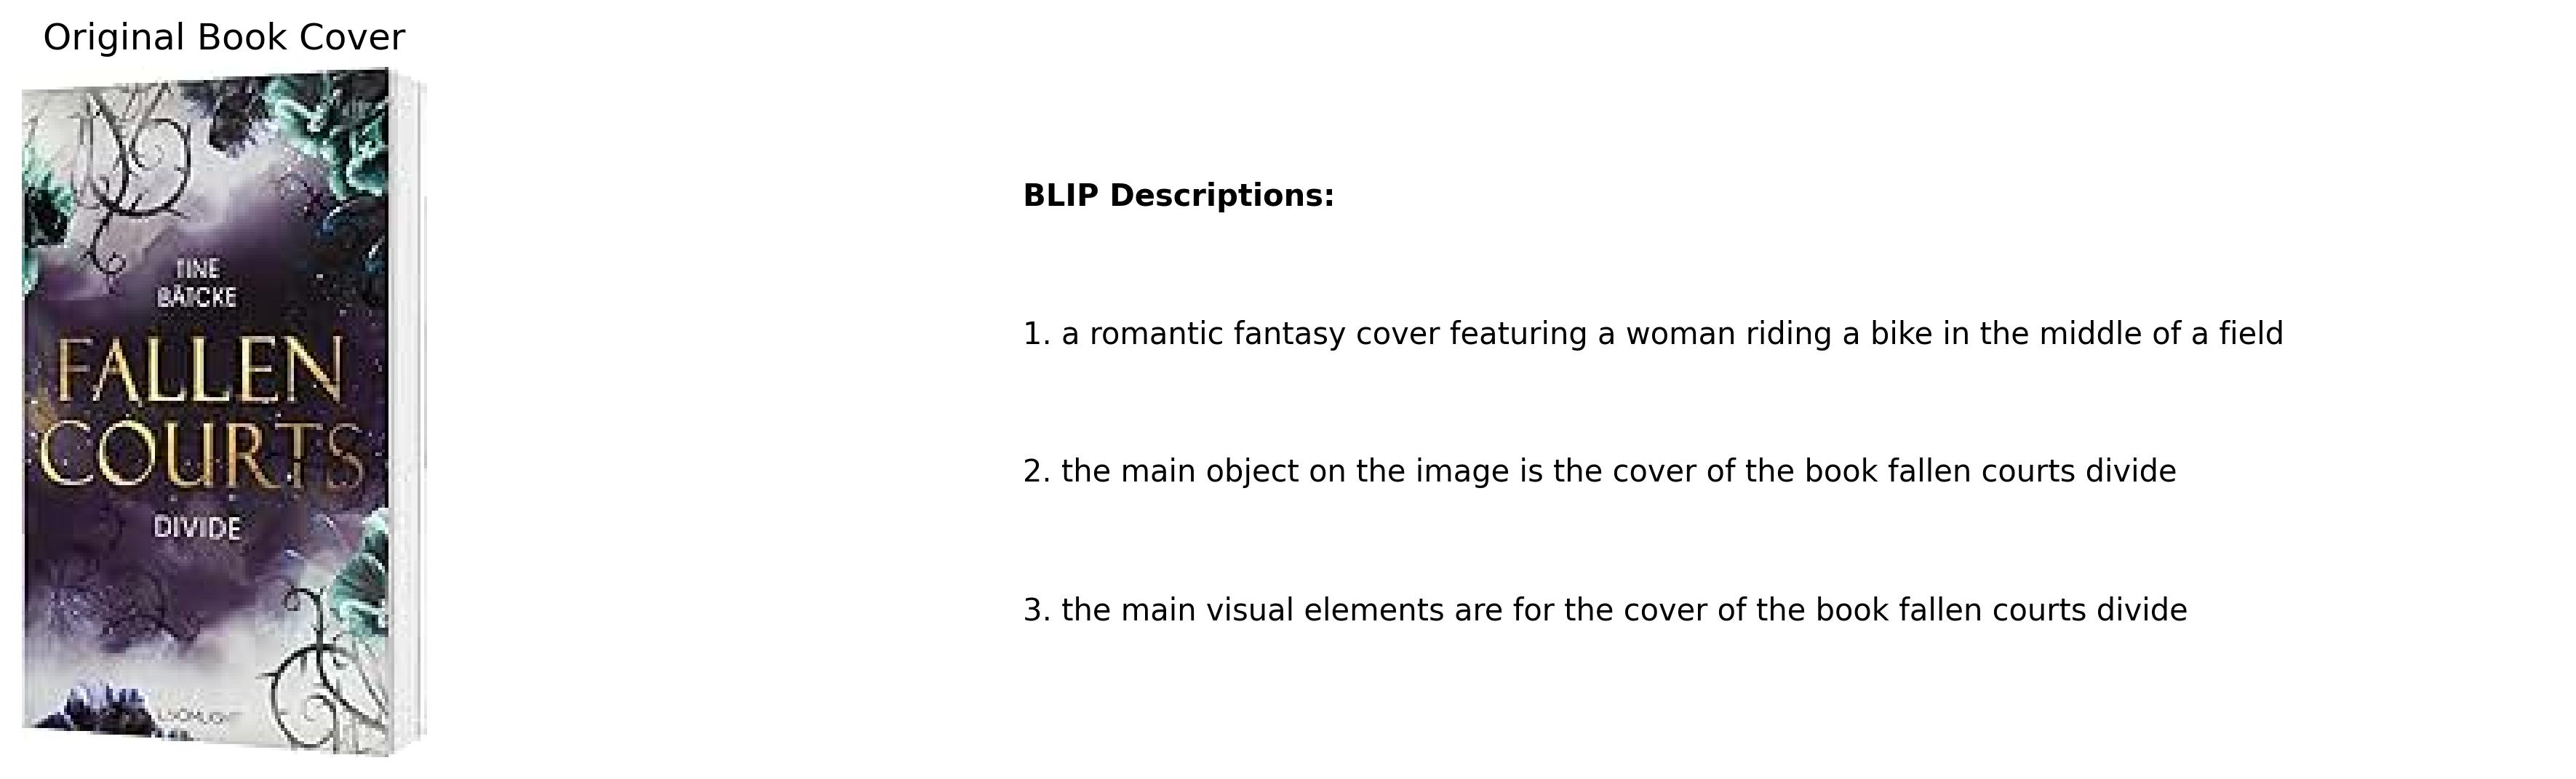 Original Book Cover
TINE
BÄTCKE
FALLEN
COURTS
DIVIDE
BLIP Descriptions:
1. a romantic fantasy cover featuring a woman riding a bike in the middle of a field
2. the main object on the image is the cover of the book fallen courts divide
3. the main visual elements are for the cover of the book fallen courts divide